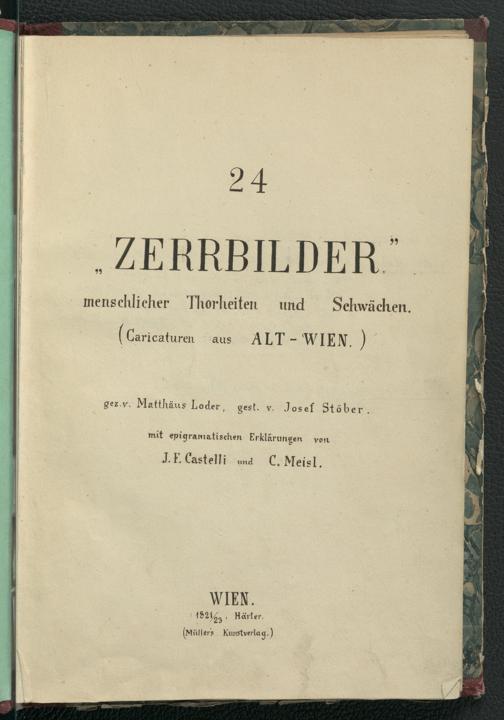 24
„ZERRBILDER.”
menschlicher Thorheiten und Schwächen.
(Caricaturen aus ALT-WIEN.)
gez. v. Matthäus Loder, gest. v. Josef Stöber.
mit epigramatischen Erklärungen von
J. F. Castelli und C. Meisl.
WIEN.
1821/23. Härter.
(Müller's Kunstverlag.)